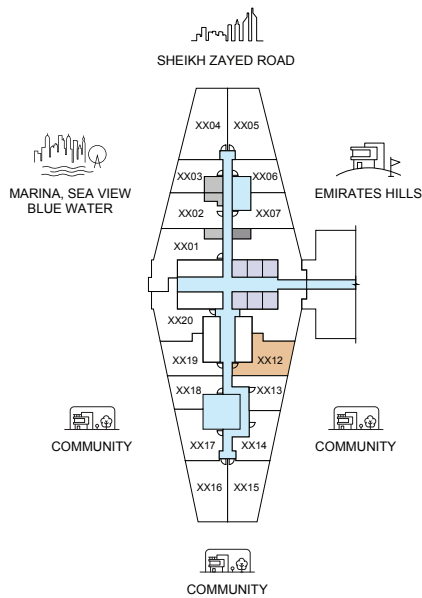 SHEIKH ZAYED ROAD
XX04
XX05
MARINA, SEA VIEW
BLUE WATER
XX03
XX06
EMIRATES HILLS
XX02
XX07
XX01
XX20
XX19
XX12
XX18
XX13
COMMUNITY
XX17
XX14
COMMUNITY
XX16
XX15
COMMUNITY